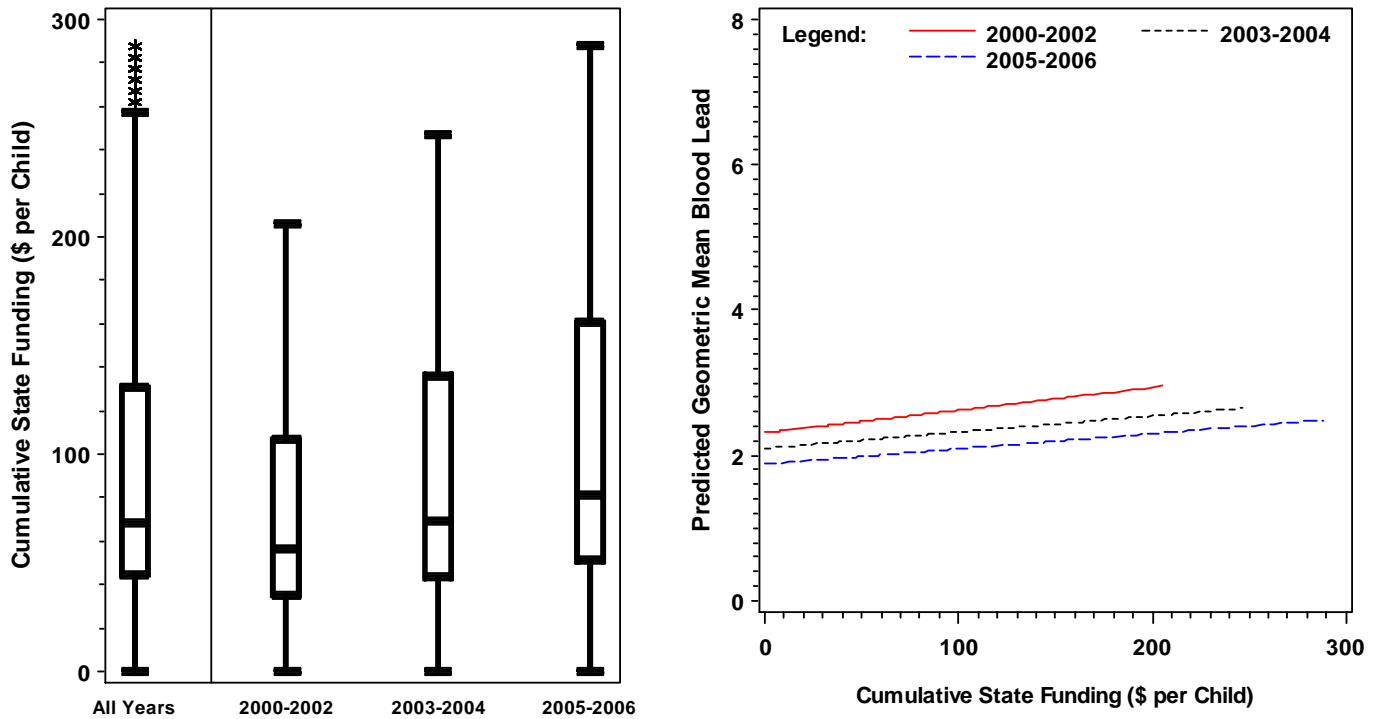 Cumulative State Funding ($ per Child)
300
200
100
0
All Years 2000-2002 2003-2004 2005-2006
Predicted Geometric Mean Blood Lead
8
6
4
2
0
Legend: 2000-2002 2003-2004
2005-2006
0 100 200 300
Cumulative State Funding ($ per Child)